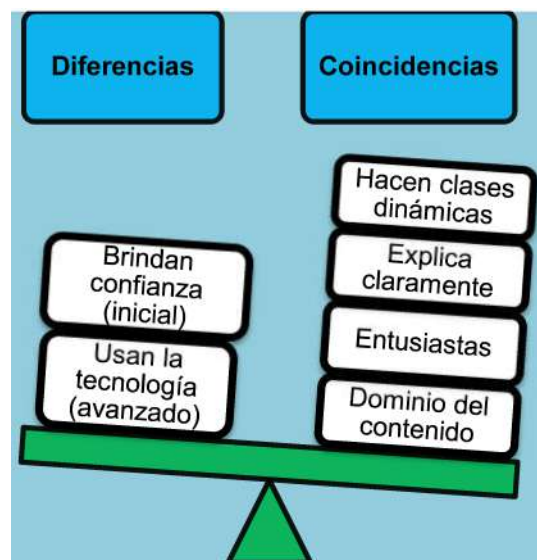 Diferencias
Coincidencias
Hacen clases
dinámicas
Explica
claramente
Entusiastas
Dominio del
contenido
Brindan
confianza
(inicial)
Usan la
tecnología
(avanzado)